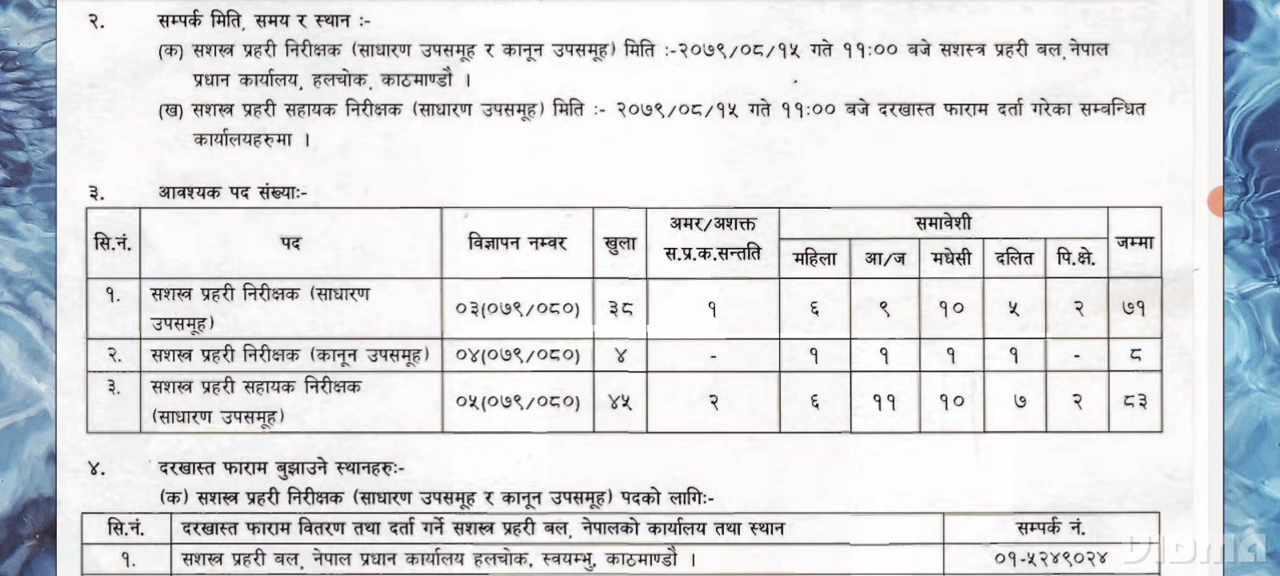 २. सम्पर्क मिति, समय र स्थान :-
(क) सशस्त्र प्रहरी निरीक्षक (साधारण उपसमूह र कानून उपसमूह) मिति :-२०७९/०८/१५ गते ११:०० बजे सशस्त्र प्रहरी बल, नेपाल
प्रधान कार्यालय, हलचोक, काठमाण्डौ ।
(ख) सशस्त्र प्रहरी सहायक निरीक्षक (साधारण उपसमूह) मिति :- २०७९/०८/१५ गते ११:०० बजे दरखास्त फाराम दर्ता गरेका सम्बन्धित
कार्यालयहरुमा ।
३. आवश्यक पद संख्याः-
सि.नं. पद विज्ञापन नम्वर खुला अमर/अशक्त स.प्र.क.सन्तति समावेशी जम्मा
महिला आ/ज मधेसी दलित पि.क्षे.
१. सशस्त्र प्रहरी निरीक्षक (साधारण
उपसमूह) ०३(०७९/०८०) ३८ १ ६ ९ १० ५ २ ७१
२. सशस्त्र प्रहरी निरीक्षक (कानून उपसमूह) ०४(०७९/०८०) ४ - १ १ १ १ - ८
३. सशस्त्र प्रहरी सहायक निरीक्षक
(साधारण उपसमूह) ०५(०७९/०८०) ४५ २ ६ ११ १० ७ २ ८३
४. दरखास्त फाराम बुझाउने स्थानहरुः-
(क) सशस्त्र प्रहरी निरीक्षक (साधारण उपसमूह र कानून उपसमूह) पदको लागिः-
सि.नं. दरखास्त फाराम वितरण तथा दर्ता गर्ने सशस्त्र प्रहरी बल, नेपालको कार्यालय तथा स्थान सम्पर्क नं.
१. सशस्त्र प्रहरी बल, नेपाल प्रधान कार्यालय हलचोक, स्वयम्भु, काठमाण्डौ । ०१-५२४९०२४